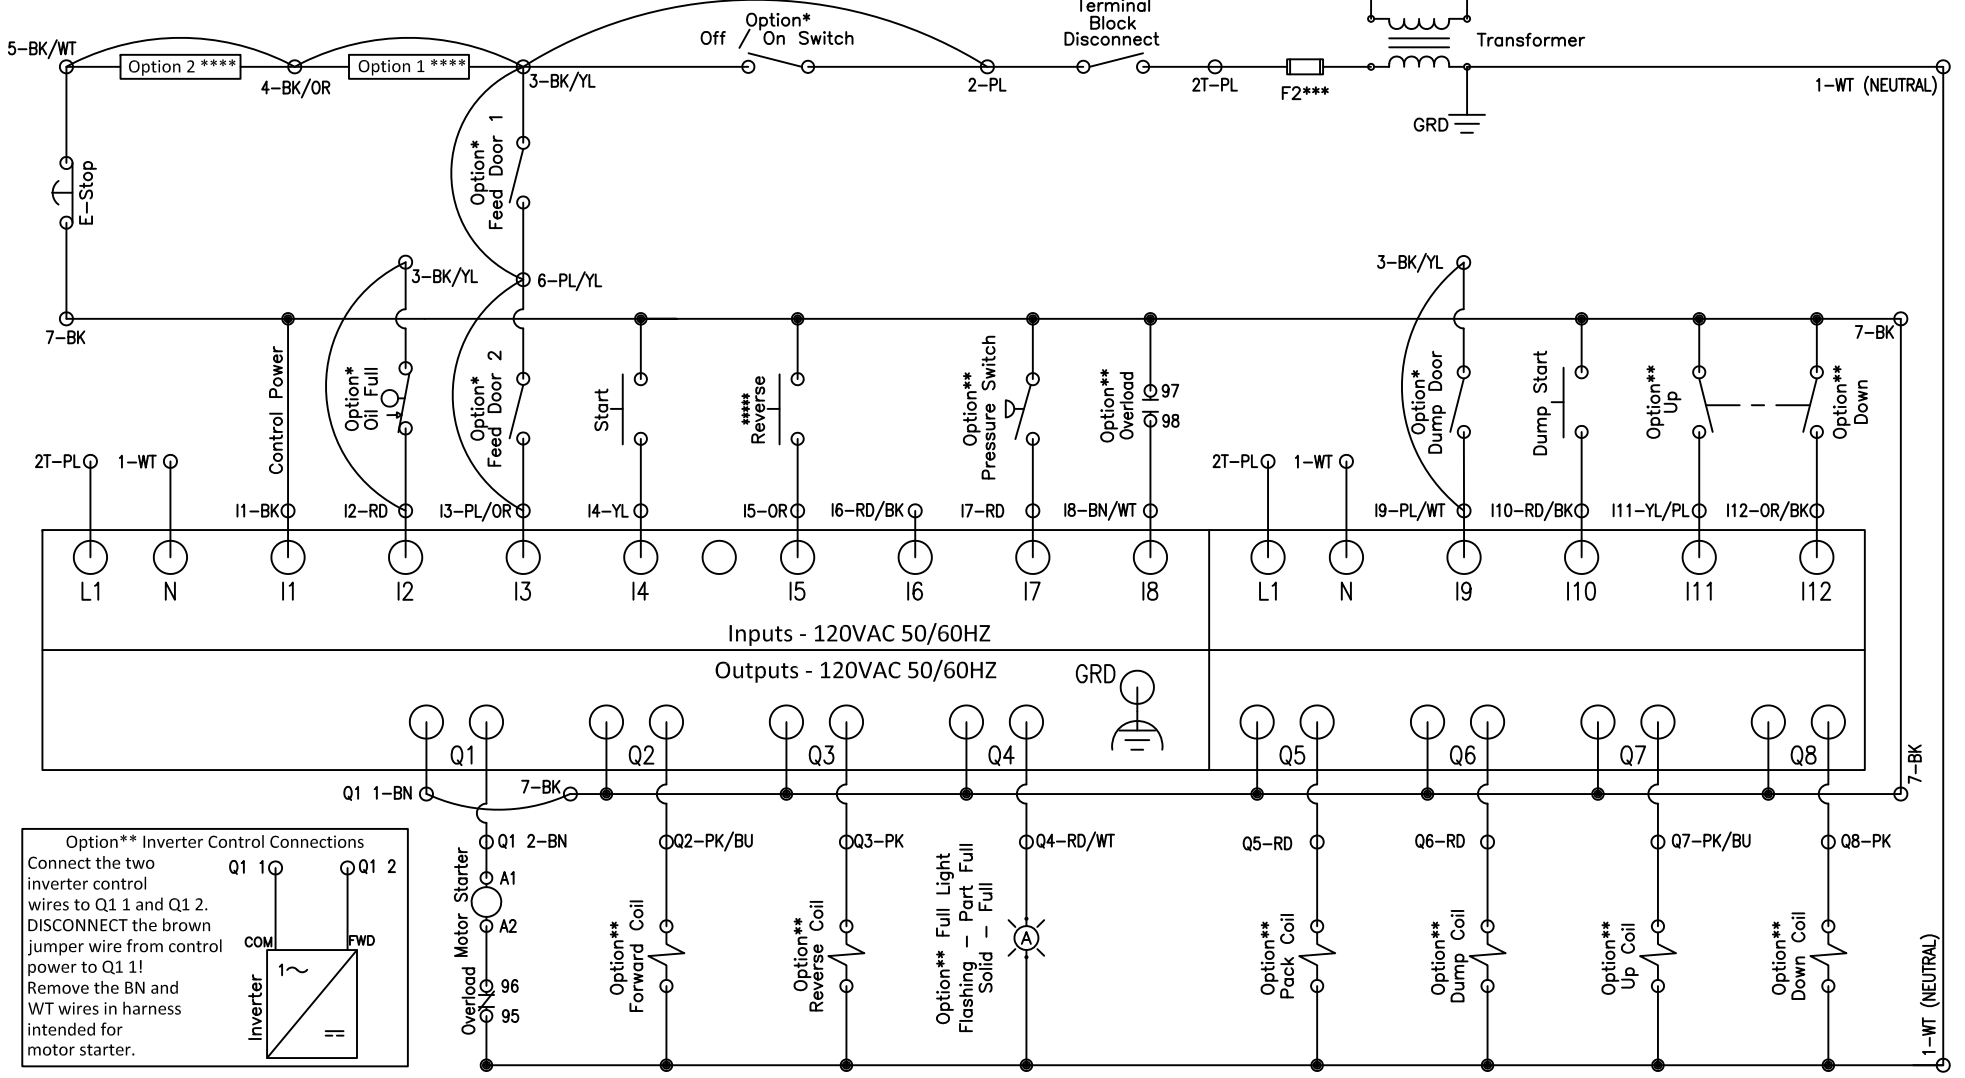 Terminal
Block
Disconnect
Option*
Off
On Switch
Transformer
5-BK/WT
Option 2 ****
4-BK/OR
Option 1 ****
3-BK/YL
2-PL
2T-PL
F2***
GRD
1-WT (NEUTRAL)
E-Stop
Option*
Feed Door 1
3-BK/YL
6-PL/YL
3-BK/YL
7-BK
7-BK
Control Power
Option*
Oil Full
Option*
Feed Door 2
Start
*****
Reverse
Option**
Pressure Switch
Option**
Overload
97
98
Option*
Dump Door
Dump Start
Option**
Up
Option**
Down
2T-PL
1-WT
2T-PL
1-WT
I1-BK
I2-RD
I3-PL/OR
I4-YL
I5-OR
I6-RD/BK
I7-RD
I8-BN/WT
I9-PL/WT
I10-RD/BK
I11-YL/PL
I12-OR/BK
L1
N
I1
I2
I3
I4
I5
I6
I7
I8
L1
N
I9
I10
I11
I12
Inputs - 120VAC 50/60HZ
Outputs - 120VAC 50/60HZ
GRD
Q1
Q2
Q3
Q4
Q5
Q6
Q7
Q8
Q1 1-BN
7-BK
7-BK
Q1 2-BN
Q2-PK/BU
Q3-PK
Q4-RD/WT
Q5-RD
Q6-RD
Q7-PK/BU
Q8-PK
A1
A2
96
95
Motor Starter
Overload
Option**
Forward Coil
Option**
Reverse Coil
Option** Full Light
Flashing - Part Full
Solid - Full
A
Option**
Pack Coil
Option**
Dump Coil
Option**
Up Coil
Option**
Down Coil
1-WT (NEUTRAL)
Option** Inverter Control Connections
Connect the two
inverter control
wires to Q1 1 and Q1 2.
DISCONNECT the brown
jumper wire from control
power to Q1 1!
Remove the BN and
WT wires in harness
intended for
motor starter.
Q1 1
Q1 2
COM
FWD
1~
Inverter